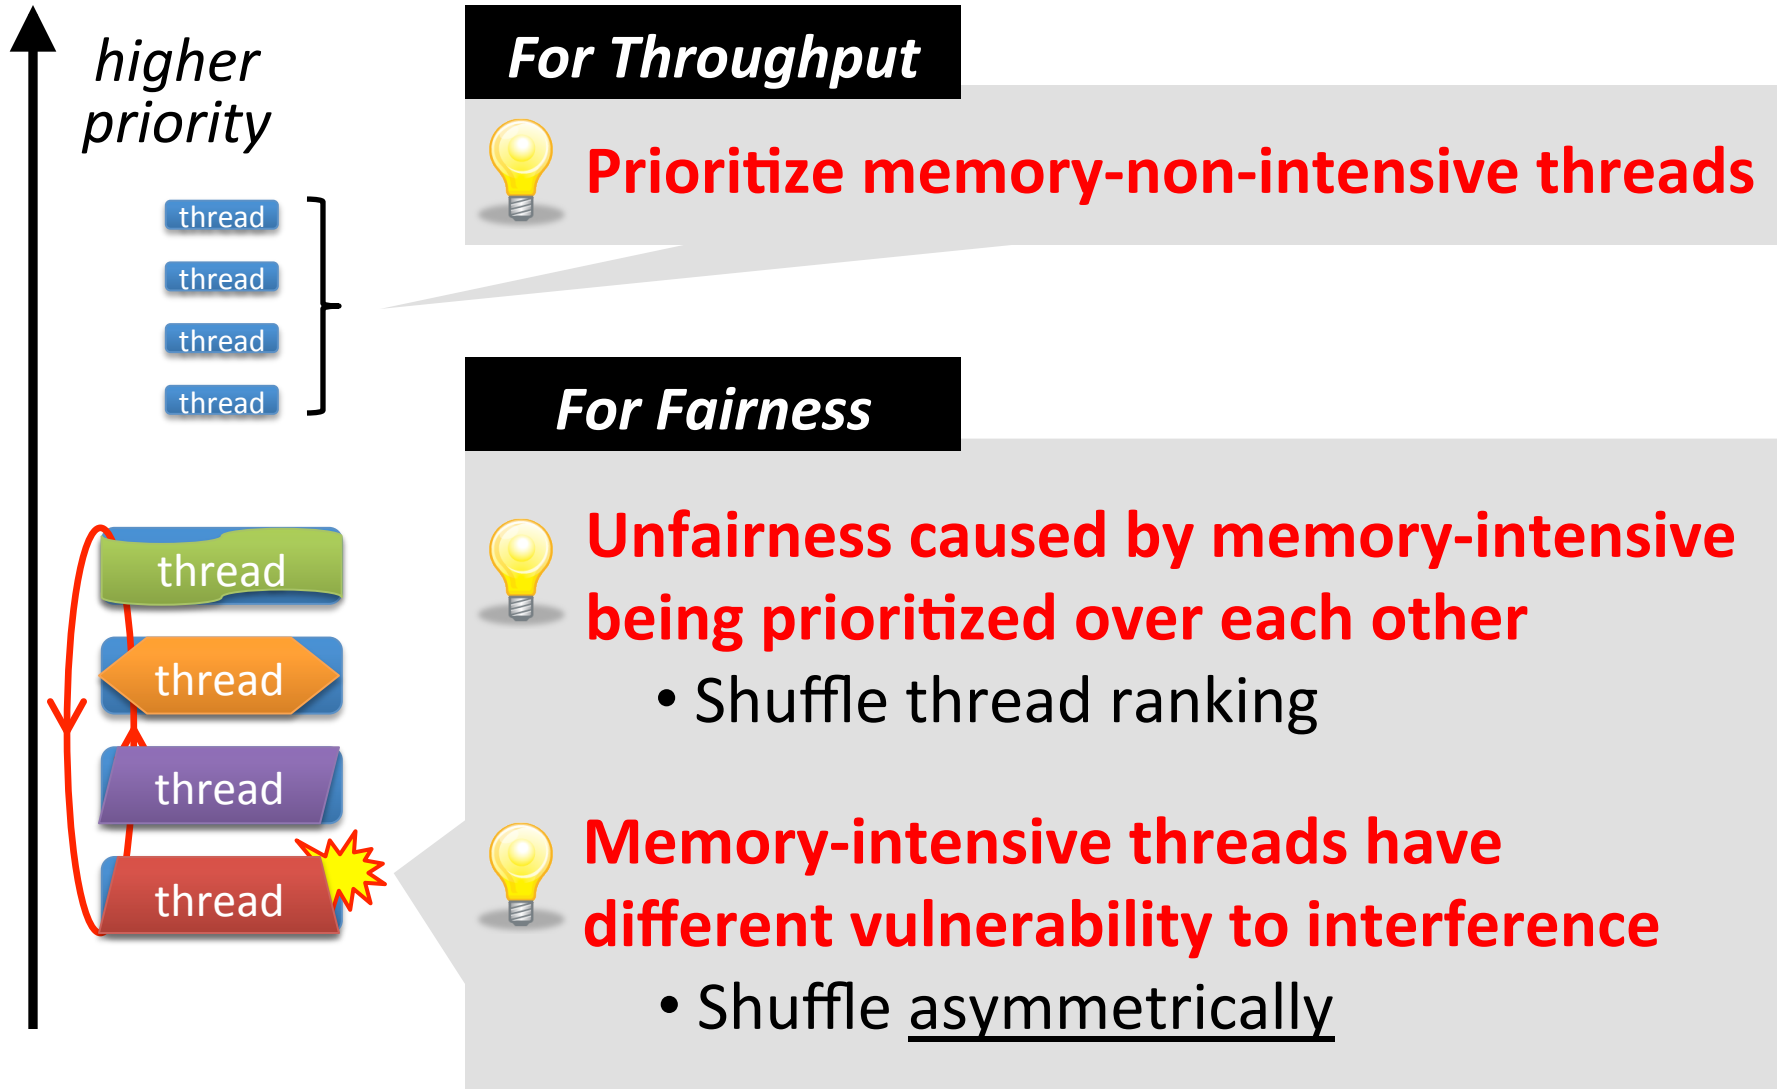 higher
priority
For Throughput
Prioritize memory-non-intensive threads
thread
thread
thread
thread
For Fairness
Unfairness caused by memory-intensive
being prioritized over each other
• Shuffle thread ranking
thread
thread
thread
thread
Memory-intensive threads have
different vulnerability to interference
• Shuffle asymmetrically